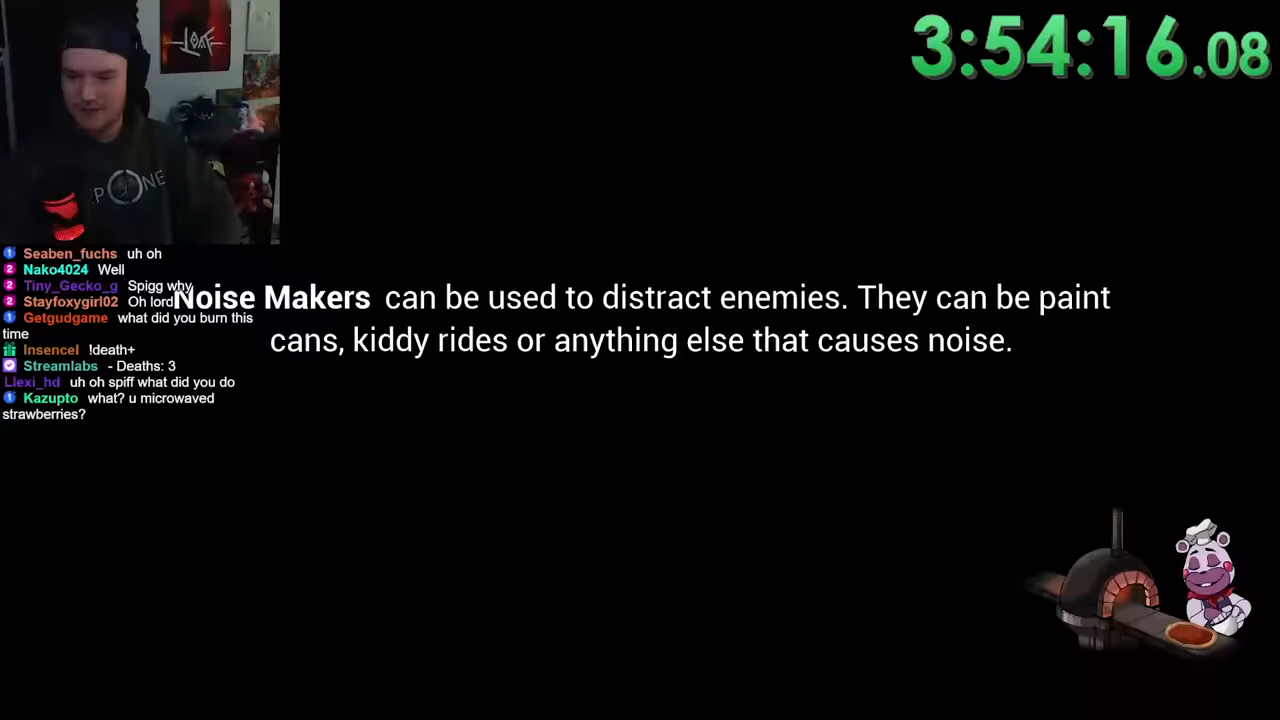 LOAF
3:54:16.08
EP ONE
Seaben_fuchs uh oh
Nako4024 Well
Tiny_Gecko_g Spigg why
Stayfoxygirl02 Oh lord
Getgudgame what did you burn this
time
Insencel !death+
Streamlabs - Deaths: 3
Llexi_hd uh oh spiff what did you do
Kazupto what? u microwaved
strawberries?
Noise Makers can be used to distract enemies. They can be paint
cans, kiddy rides or anything else that causes noise.